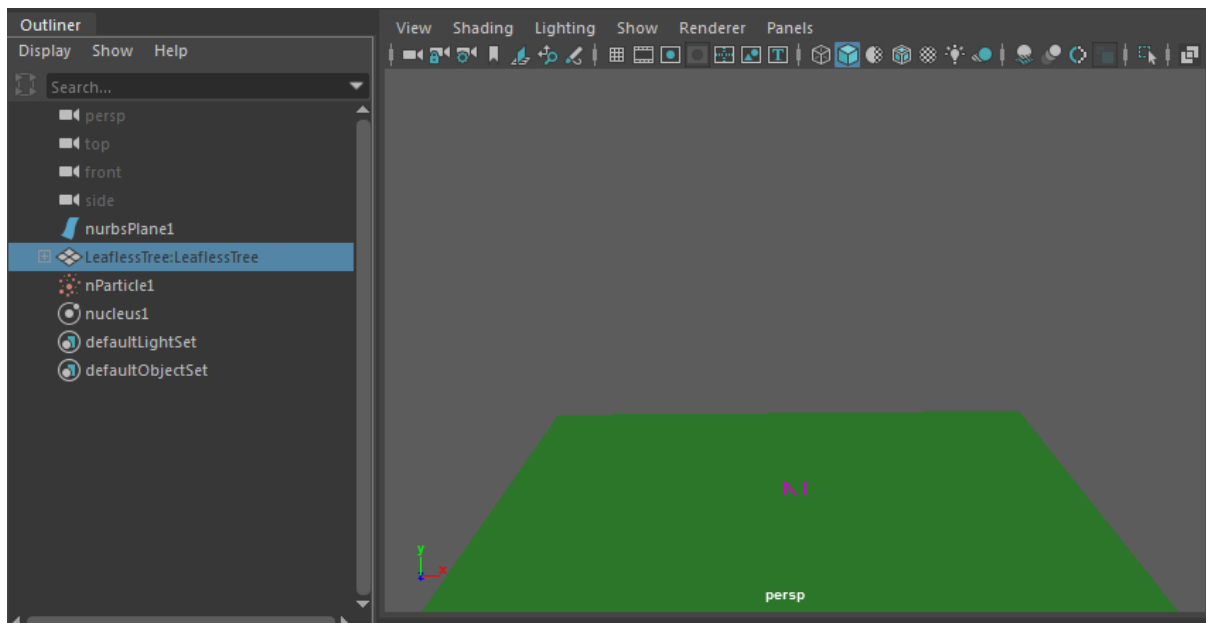 Outliner
Display Show Help
Search...
persp
top
front
side
nurbsPlane1
LeaflessTree:LeaflessTree
nParticle1
nucleus1
defaultLightSet
defaultObjectSet
View Shading Lighting Show Renderer Panels
T
N
y
x
z
persp